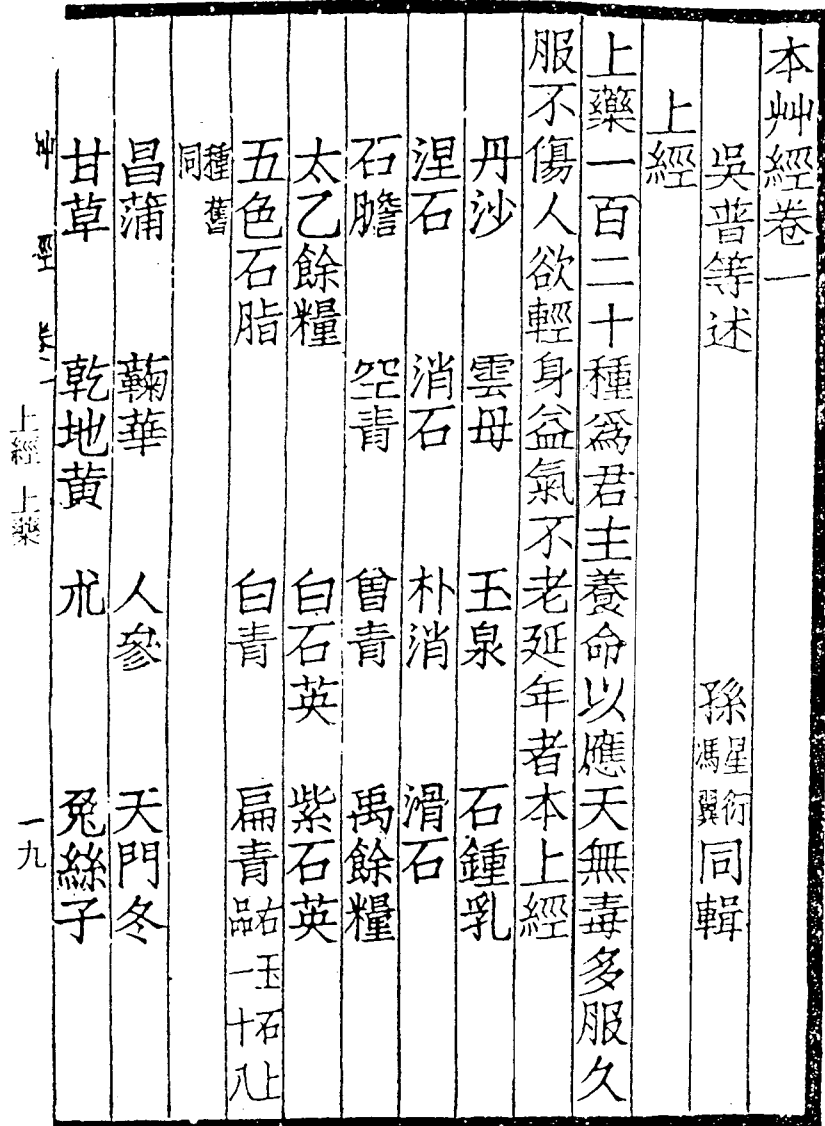 本艸經卷一
吳普等述 孫星衍馮翼同輯
上經
上藥一百二十種爲君主養命以應天無毒多服久
服不傷人欲輕身益氣不老延年者本上經
丹沙 雲母 玉泉 石鍾乳
涅石 消石 朴消 滑石
石膽 空青 曾青 禹餘糧
太乙餘糧 白石英 紫石英
五色石脂 白青 扁青 右玉石上品一十八
種舊同
昌蒲 鞠華 人參 天門冬
甘草 乾地黃 朮 兔絲子
本經 卷一
上經 上藥
一九